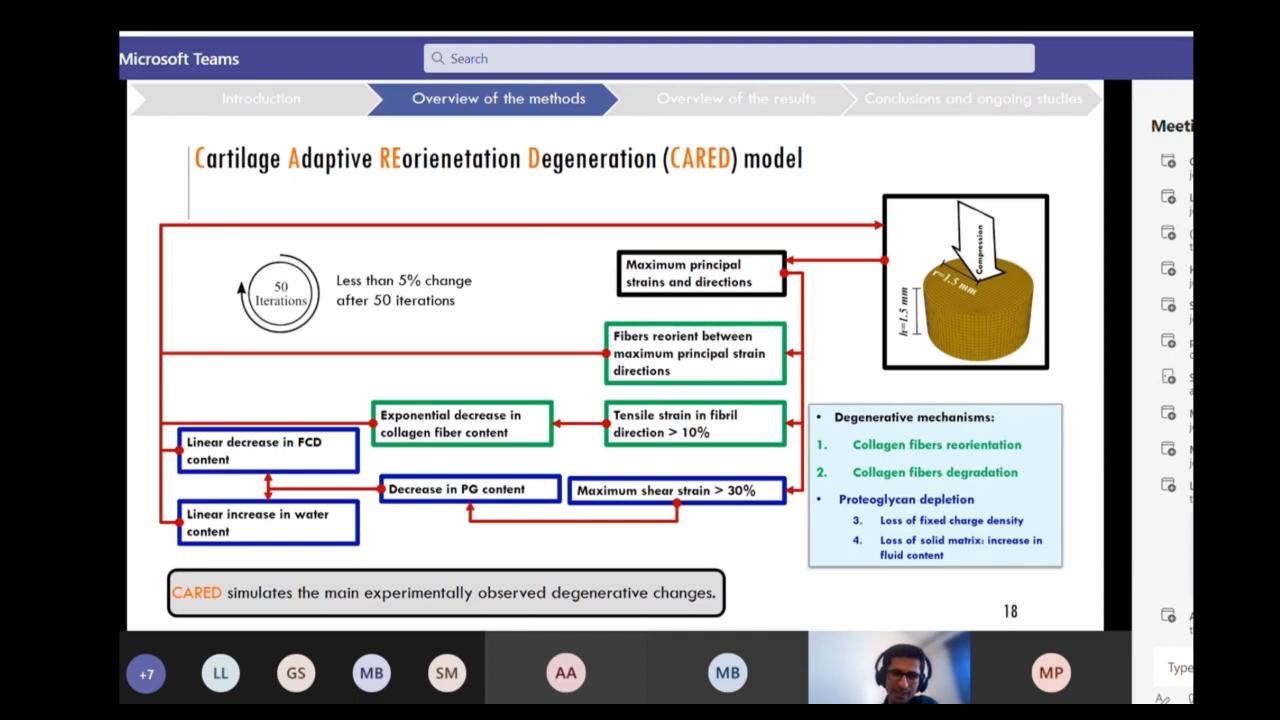 Microsoft Teams
Search
Introduction
Overview of the methods
Overview of the results
Conclusions and ongoing studies
Meeti
Cartilage Adaptive REorienetation Degeneration (CARED) model
50
Iterations
Less than 5% change
after 50 iterations
Maximum principal
strains and directions
Compression
r=1.5 mm
h=1.5 mm
Fibers reorient between
maximum principal strain
directions
Exponential decrease in
collagen fiber content
Tensile strain in fibril
direction > 10%
Linear decrease in FCD
content
Decrease in PG content
Maximum shear strain > 30%
Linear increase in water
content
• Degenerative mechanisms:
1. Collagen fibers reorientation
2. Collagen fibers degradation
• Proteoglycan depletion
3. Loss of fixed charge density
4. Loss of solid matrix: increase in
fluid content
CARED simulates the main experimentally observed degenerative changes.
18
+7
LL
GS
MB
SM
AA
MB
MP
Type